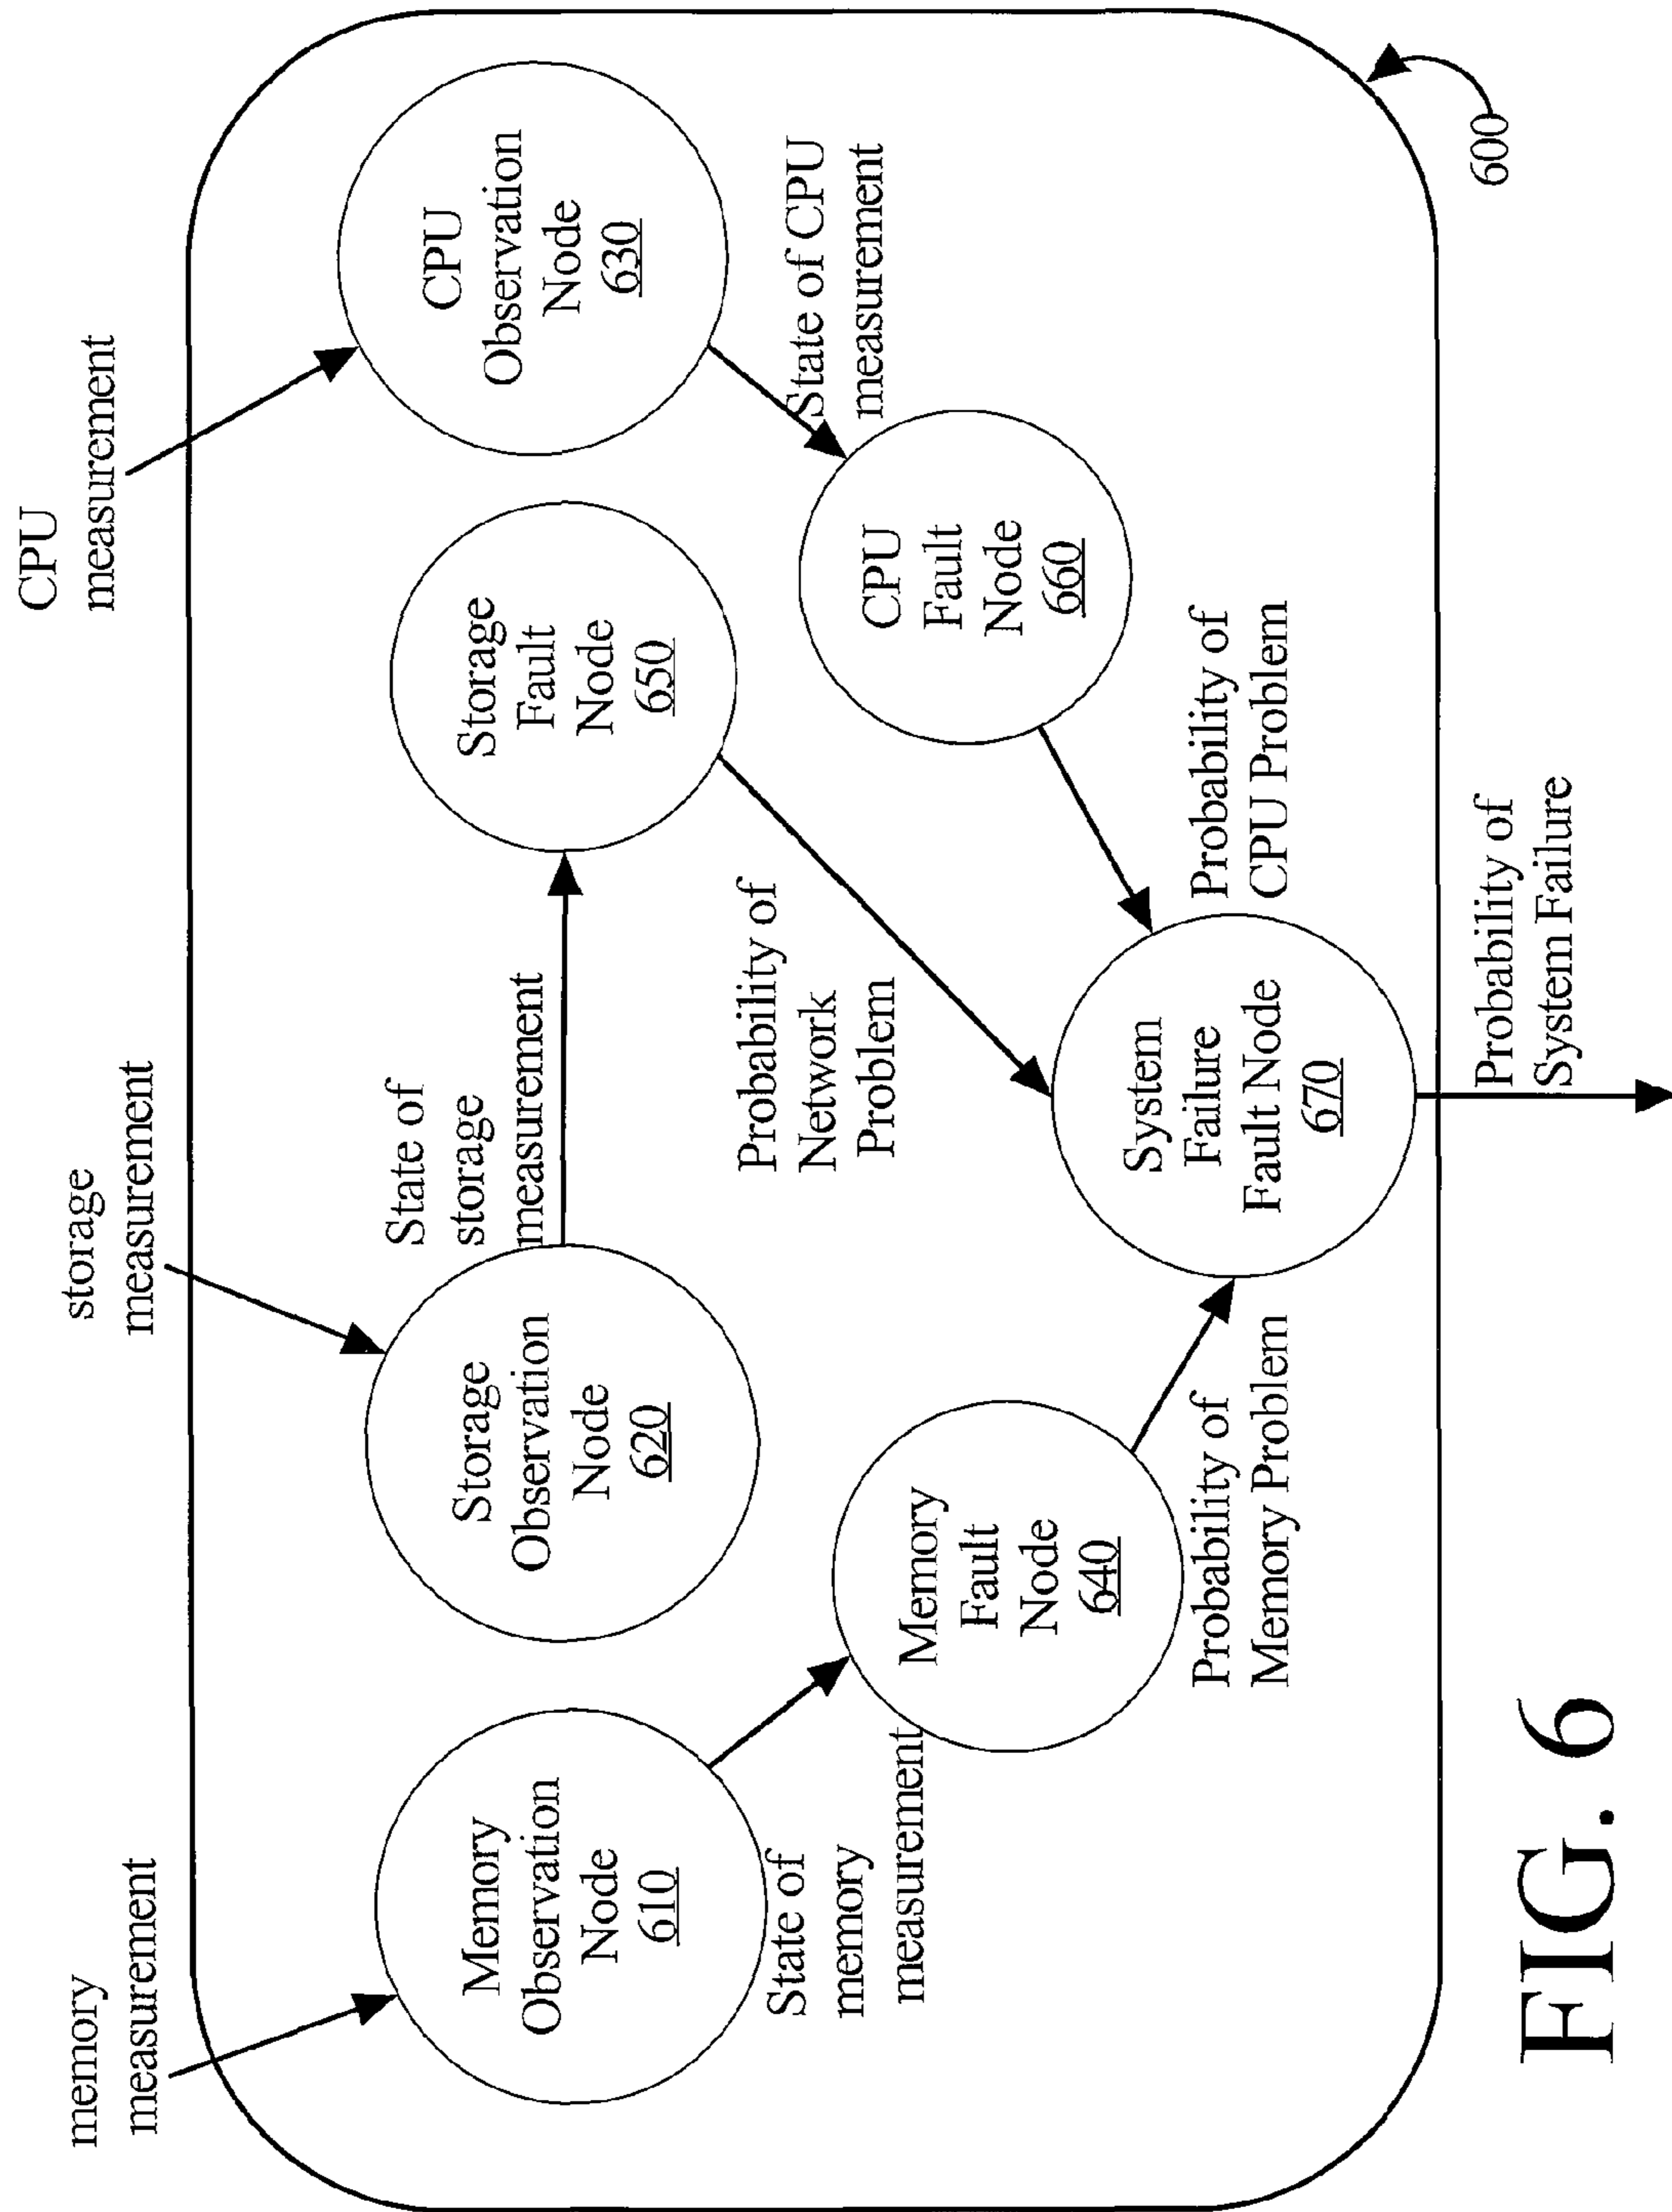 memory
measurement
storage
measurement
CPU
measurement
Memory
Observation
Node
610
Storage
Observation
Node
620
State of
storage
measurement
Storage
Fault
Node
650
CPU
Observation
Node
630
State of
memory
measurement
Memory
Fault
Node
640
Probability of
Network
Problem
CPU
Fault
Node
660
State of CPU
measurement
Probability of
Memory Problem
System
Failure
Fault Node
670
Probability of
CPU Problem
Probability of
System Failure
600
FIG. 6